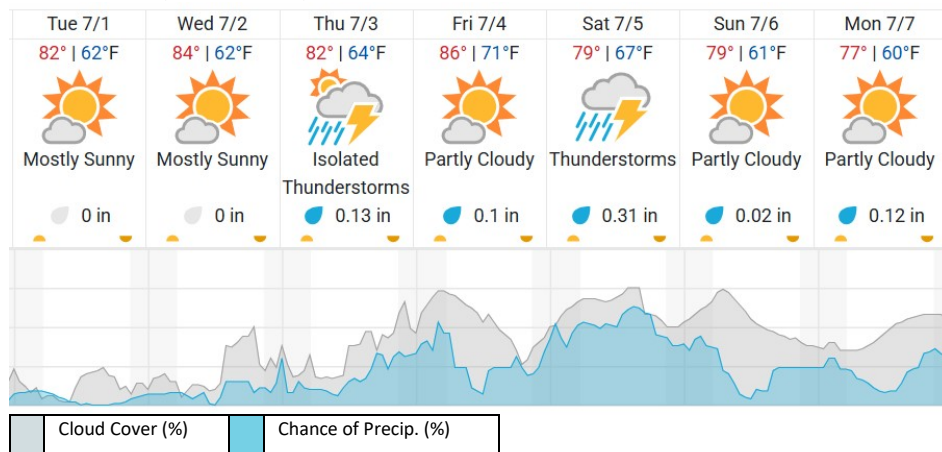 Tue 7/1 Wed 7/2 Thu 7/3 Fri 7/4 Sat 7/5 Sun 7/6 Mon 7/7
82° | 62°F 84° | 62°F 82° | 64°F 86° | 71°F 79° | 67°F 79° | 61°F 77° | 60°F
Mostly Sunny Mostly Sunny Isolated Partly Cloudy Thunderstorms Partly Cloudy Partly Cloudy
Thunderstorms
0 in 0 in 0.13 in 0.1 in 0.31 in 0.02 in 0.12 in
Cloud Cover (%) Chance of Precip. (%)